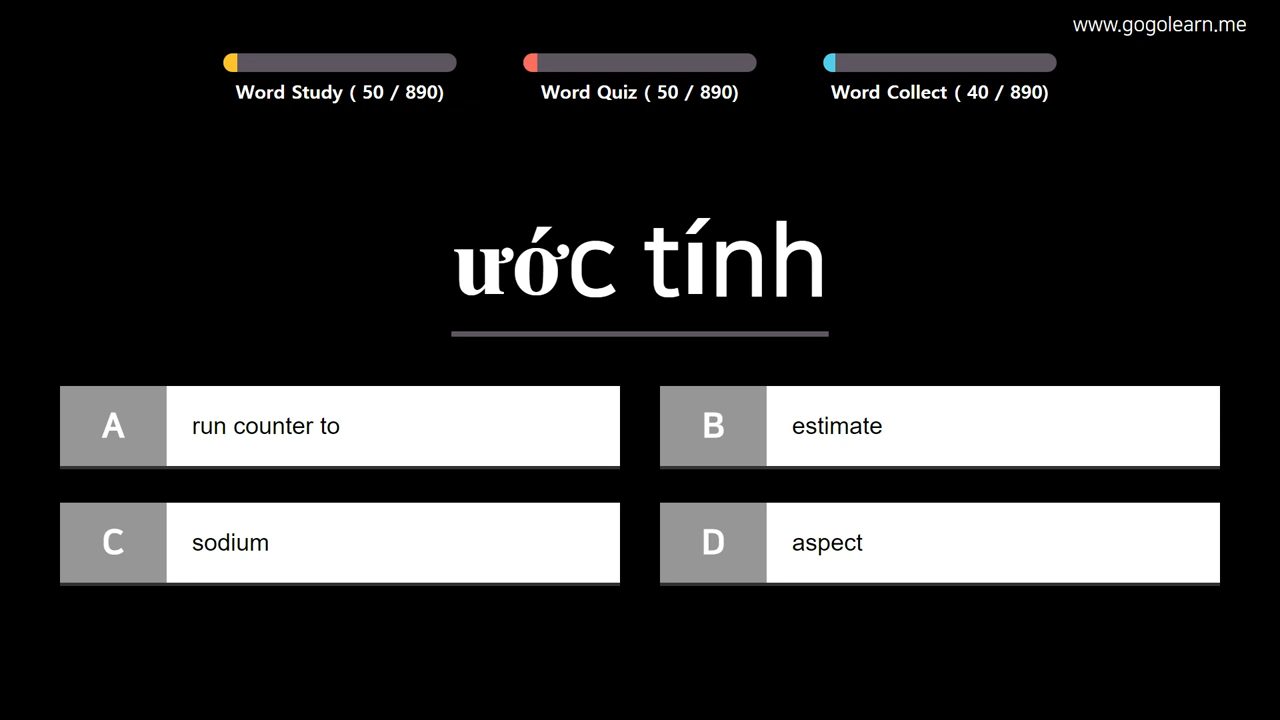 www.gogolearn.me
Word Study ( 50 / 890)
Word Quiz ( 50 / 890)
Word Collect ( 40 / 890)
ước tính
A run counter to
B estimate
C sodium
D aspect